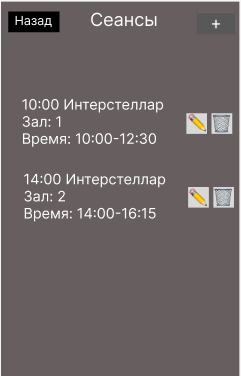 Назад
Сеансы
+
10:00 Интерстеллар
Зал: 1
Время: 10:00-12:30
14:00 Интерстеллар
Зал: 2
Время: 14:00-16:15